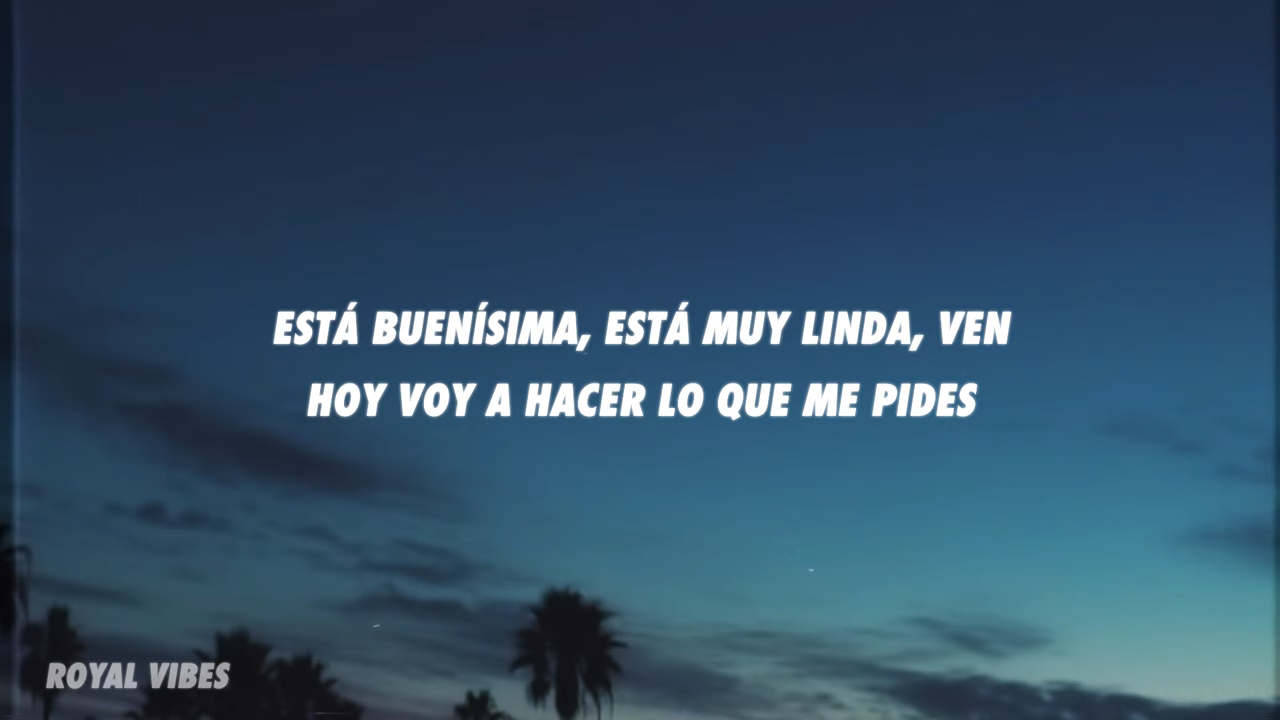 ESTÁ BUENÍSIMA, ESTÁ MUY LINDA, VEN
HOY VOY A HACER LO QUE ME PIDES
ROYAL VIBES